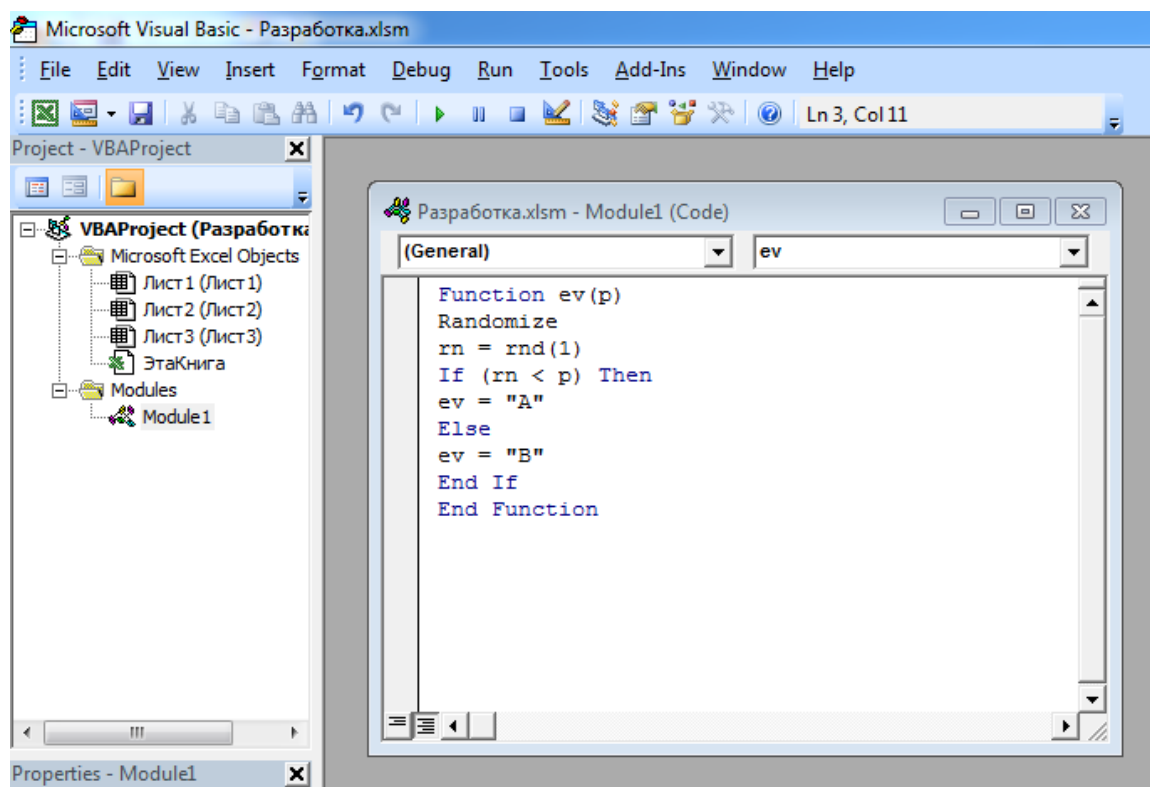 Microsoft Visual Basic - Разработка.xlsm
File Edit View Insert Format Debug Run Tools Add-Ins Window Help
Ln 3, Col 11
Project - VBAProject
VBAProject (Разработка
Microsoft Excel Objects
Лист1 (Лист1)
Лист2 (Лист2)
Лист3 (Лист3)
ЭтаКнига
Modules
Module1
Properties - Module1
Разработка.xlsm - Module1 (Code)
(General) ev
Function ev(p)
Randomize
rn = rnd(1)
If (rn < p) Then
ev = "A"
Else
ev = "B"
End If
End Function